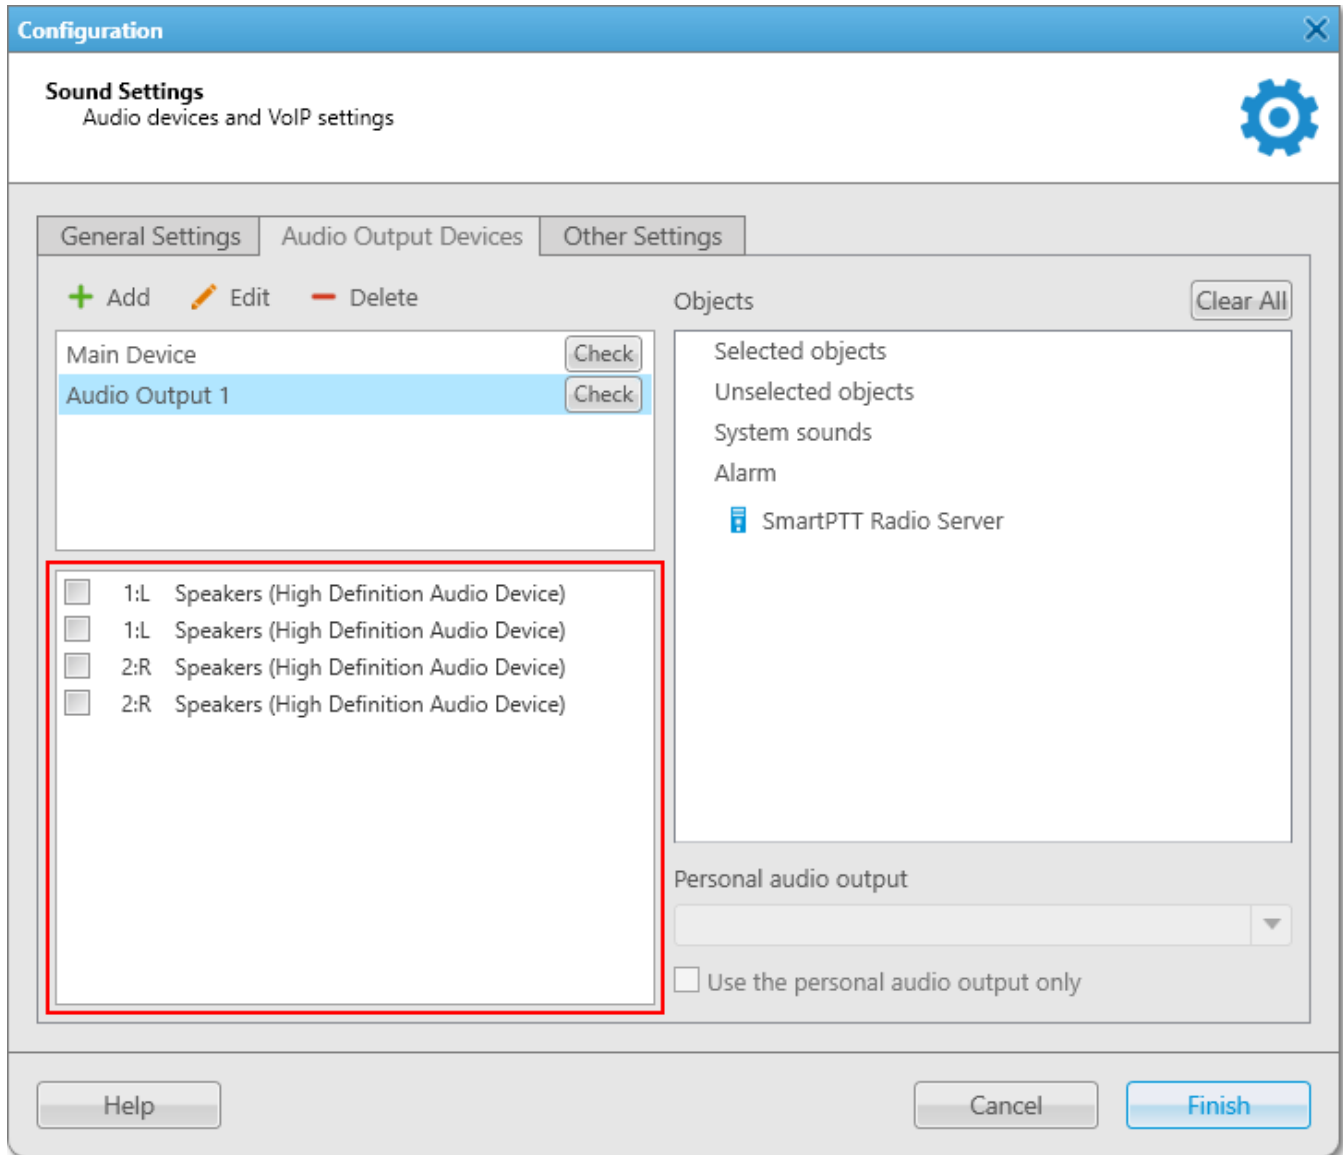 Configuration
Sound Settings
Audio devices and VoIP settings
General Settings
Audio Output Devices
Other Settings
Add
Edit
Delete
Main Device
Check
Audio Output 1
Check
1:L Speakers (High Definition Audio Device)
1:L Speakers (High Definition Audio Device)
2:R Speakers (High Definition Audio Device)
2:R Speakers (High Definition Audio Device)
Objects
Clear All
Selected objects
Unselected objects
System sounds
Alarm
SmartPTT Radio Server
Personal audio output
Use the personal audio output only
Help
Cancel
Finish